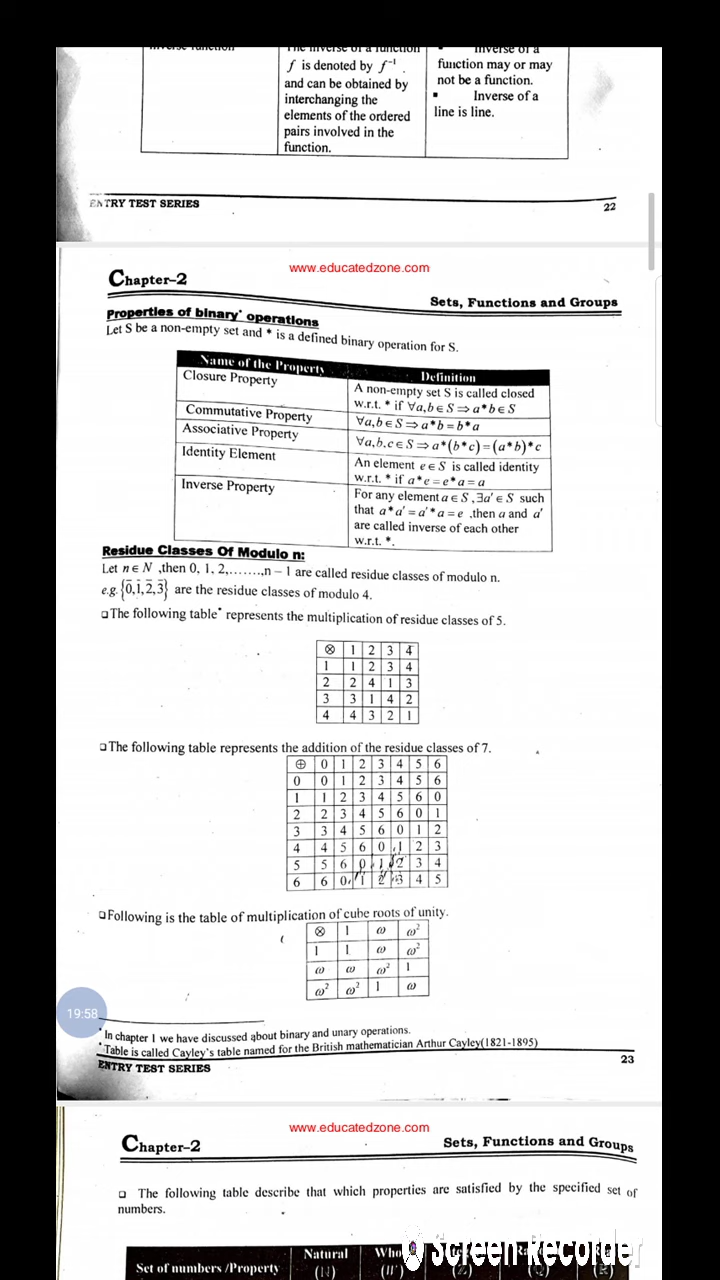 The inverse of a function
f is denoted by f⁻¹ .
and can be obtained by
interchanging the
elements of the ordered
pairs involved in the
function.
▪ Inverse of a
function may or may
not be a function.
▪ Inverse of a
line is line.
ENTRY TEST SERIES
22
www.educatedzone.com
Chapter–2
Sets, Functions and Groups
Properties of binary* operations
Let S be a non-empty set and * is a defined binary operation for S.
Name of the Property Definition
Closure Property A non-empty set S is called closed
w.r.t. * if ∀a,b∈S⇒a*b∈S
Commutative Property ∀a,b∈S⇒a*b=b*a
Associative Property ∀a,b,c∈S⇒a*(b*c)=(a*b)*c
Identity Element An element e∈S is called identity
w.r.t. * if a*e=e*a=a
Inverse Property For any element a∈S,∃a′∈S such
that a*a′=a′*a=e ,then a and a′
are called inverse of each other
w.r.t. *.
Residue Classes Of Modulo n:
Let n∈N ,then 0, 1, 2,.......,n – 1 are called residue classes of modulo n.
e.g.{0̄,1̄,2̄,3̄} are the residue classes of modulo 4.
❑The following table* represents the multiplication of residue classes of 5.
⊗ 1 2 3 4
1 1 2 3 4
2 2 4 1 3
3 3 1 4 2
4 4 3 2 1
❑The following table represents the addition of the residue classes of 7.
⊕ 0 1 2 3 4 5 6
0 0 1 2 3 4 5 6
1 1 2 3 4 5 6 0
2 2 3 4 5 6 0 1
3 3 4 5 6 0 1 2
4 4 5 6 0 1 2 3
5 5 6 0 1 2 3 4
6 6 0 1 2 3 4 5
❑Following is the table of multiplication of cube roots of unity.
⊗ 1 ω ω²
1 1 ω ω²
ω ω ω² 1
ω² ω² 1 ω
19:58
*In chapter 1 we have discussed about binary and unary operations.
*Table is called Cayley's table named for the British mathematician Arthur Cayley(1821-1895)
ENTRY TEST SERIES
23
www.educatedzone.com
Chapter–2
Sets, Functions and Groups
❑ The following table describe that which properties are satisfied by the specified set of
numbers.
Set of numbers /Property
Natural
(N)
Screen Recorder